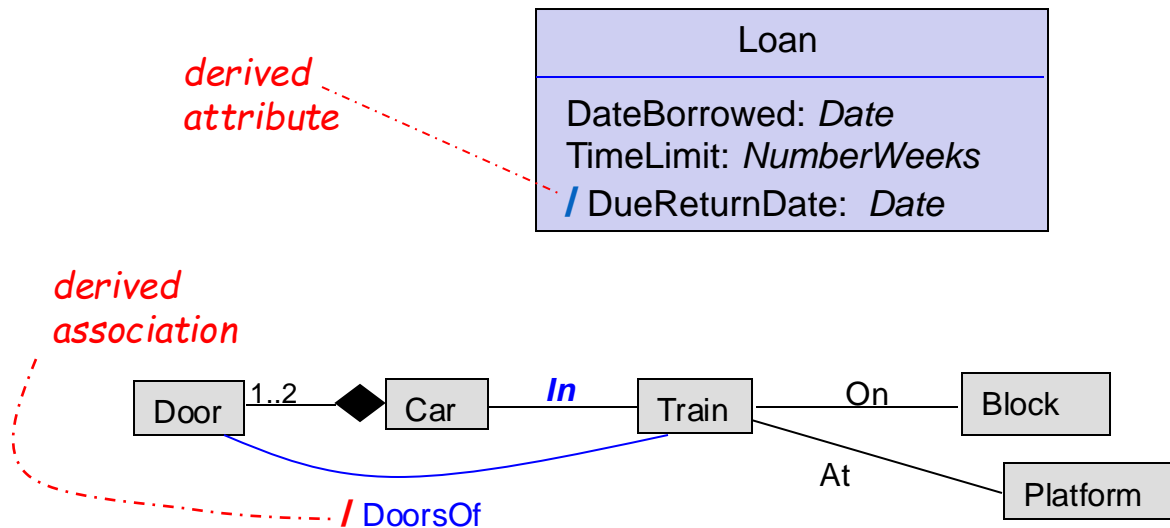 Loan
derived
attribute
DateBorrowed: Date
TimeLimit: NumberWeeks
/ DueReturnDate: Date
derived
association
Door
1..2
Car
In
Train
On
Block
At
Platform
/ DoorsOf